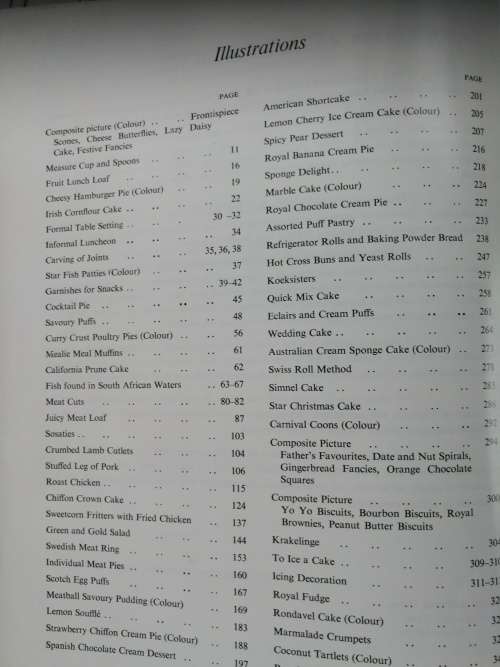 Illustrations
PAGE
Composite picture (Colour) .. .. Frontispiece
Scones, Cheese Butterflies, Lazy Daisy
Cake, Festive Fancies
Measure Cup and Spoons .. .. .. 11
Fruit Lunch Loaf .. .. .. .. 16
Cheesy Hamburger Pie (Colour) .. .. 19
Irish Cornflour Cake .. .. .. .. 22
Formal Table Setting .. .. .. 30 –32
Informal Luncheon .. .. .. .. 34
Carving of Joints .. .. .. 35, 36, 38
Star Fish Patties (Colour) .. .. .. 37
Garnishes for Snacks .. .. .. .. 39–42
Cocktail Pie .. .. .. .. .. 45
Savoury Puffs .. .. .. .. .. 48
Curry Crust Poultry Pies (Colour) .. .. 56
Mealie Meal Muffins .. .. .. .. 61
California Prune Cake .. .. .. 62
Fish found in South African Waters .. 63–67
Meat Cuts .. .. .. .. .. 80–82
Juicy Meat Loaf .. .. .. .. 87
Sosaties .. .. .. .. .. 103
Crumbed Lamb Cutlets .. .. .. 104
Stuffed Leg of Pork .. .. .. .. 106
Roast Chicken .. .. .. .. .. 115
Chiffon Crown Cake .. .. .. .. 124
Sweetcorn Fritters with Fried Chicken .. 137
Green and Gold Salad .. .. .. 144
Swedish Meat Ring .. .. .. .. 153
Individual Meat Pies .. .. .. .. 160
Scotch Egg Puffs .. .. .. .. 167
Meatball Savoury Pudding (Colour) .. 169
Lemon Soufflé .. .. .. .. .. 183
Strawberry Chiffon Cream Pie (Colour) .. 188
Spanish Chocolate Cream Dessert .. .. 197
PAGE
American Shortcake .. .. .. .. 201
Lemon Cherry Ice Cream Cake (Colour) .. 205
Spicy Pear Dessert .. .. .. .. 207
Royal Banana Cream Pie .. .. .. 216
Sponge Delight .. .. .. .. .. 218
Marble Cake (Colour) .. .. .. 224
Royal Chocolate Cream Pie .. .. .. 227
Assorted Puff Pastry .. .. .. .. 233
Refrigerator Rolls and Baking Powder Bread 238
Hot Cross Buns and Yeast Rolls .. .. 247
Koeksisters .. .. .. .. .. 257
Quick Mix Cake .. .. .. .. 258
Eclairs and Cream Puffs .. .. .. 261
Wedding Cake .. .. .. .. .. 264
Australian Cream Sponge Cake (Colour) ..
Swiss Roll Method .. .. .. ..
Simnel Cake .. .. .. .. ..
Star Christmas Cake .. .. .. ..
Carnival Coons (Colour) .. .. .. 292
Composite Picture .. .. .. .. 294
Father's Favourites, Date and Nut Spirals,
Gingerbread Fancies, Orange Chocolate
Squares
Composite Picture .. .. .. .. 300
Yo Yo Biscuits, Bourbon Biscuits, Royal
Brownies, Peanut Butter Biscuits
Krakelinge .. .. .. .. ..
To Ice a Cake .. .. .. ..
Icing Decoration .. .. ..
Royal Fudge .. .. .. .. ..
Rondavel Cake (Colour) .. .. ..
Marmalade Crumpets .. .. ..
Coconut Tartlets (Colour) .. .. ..